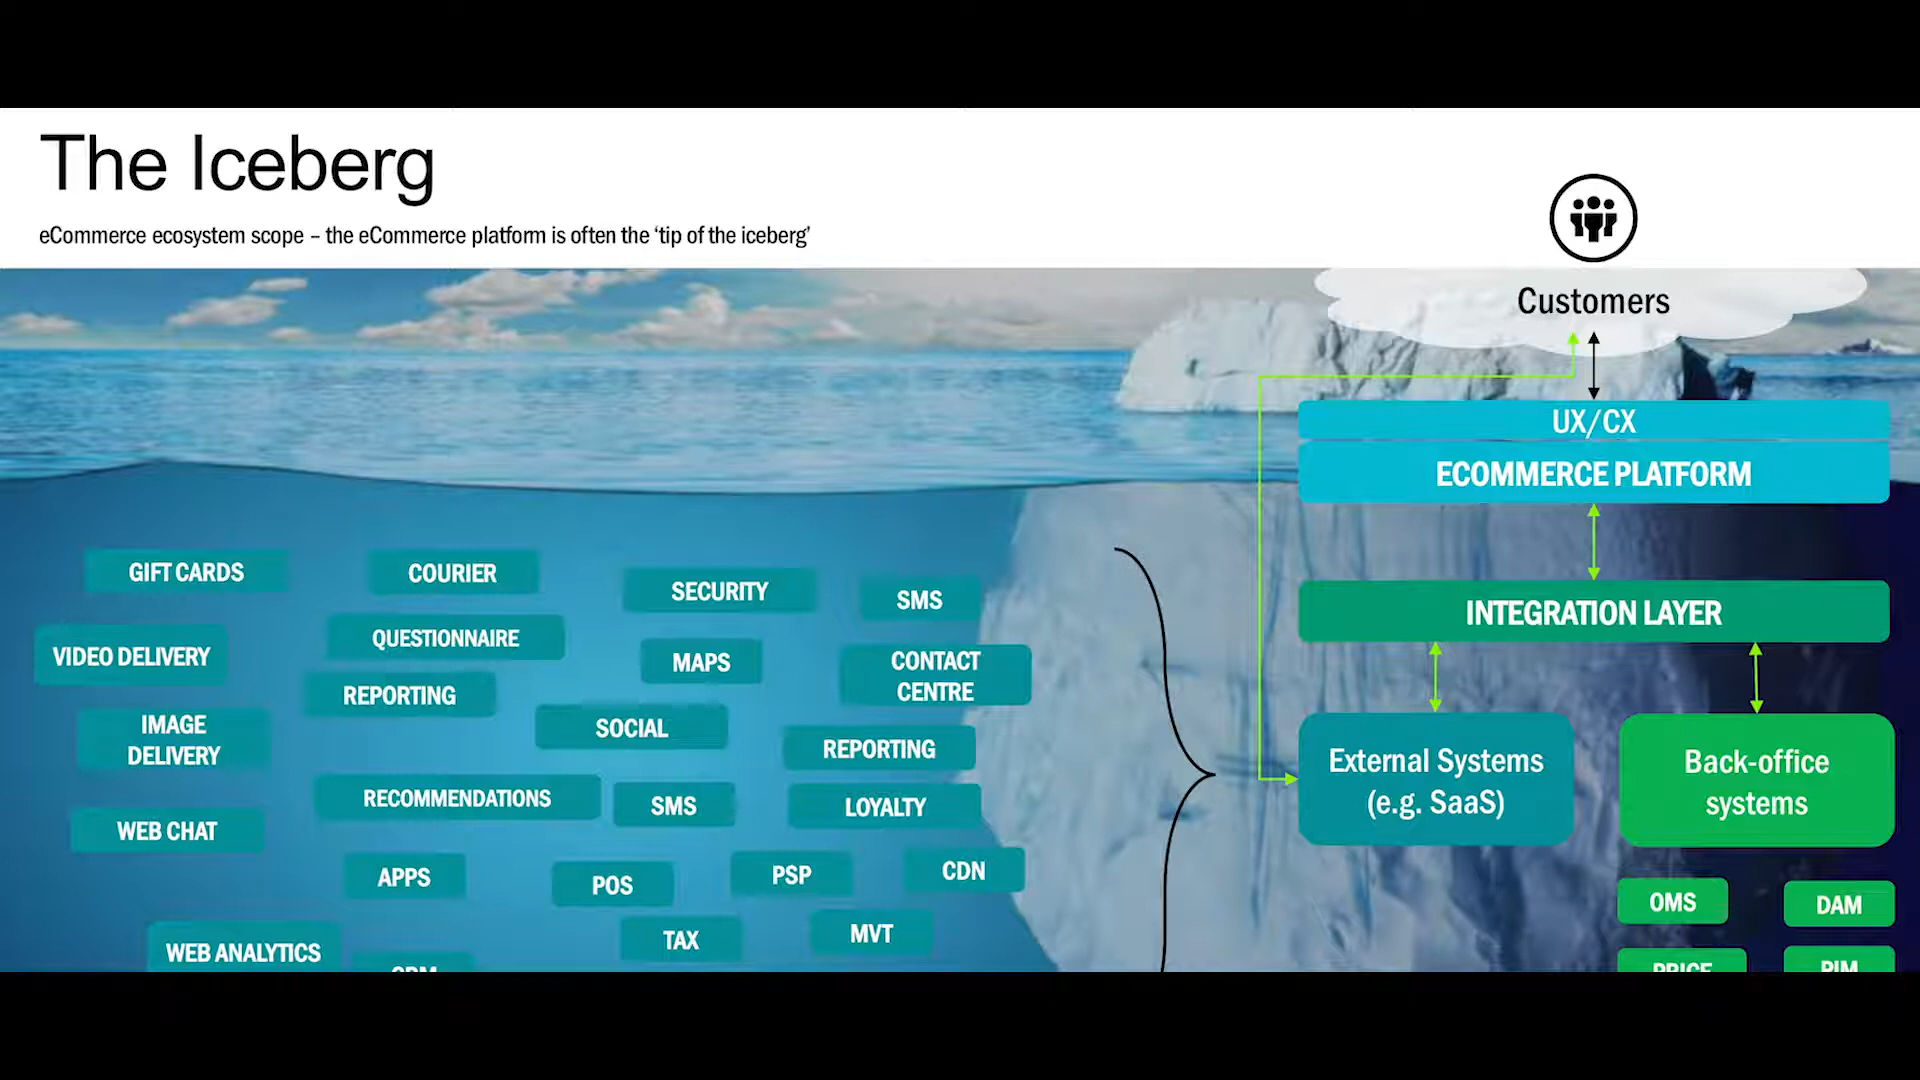 The Iceberg
eCommerce ecosystem scope – the eCommerce platform is often the ‘tip of the iceberg’
Customers
UX/CX
ECOMMERCE PLATFORM
INTEGRATION LAYER
External Systems
(e.g. SaaS)
Back-office
systems
OMS
DAM
PRICE
PIM
GIFT CARDS
COURIER
SECURITY
SMS
VIDEO DELIVERY
QUESTIONNAIRE
MAPS
CONTACT
CENTRE
REPORTING
IMAGE
DELIVERY
SOCIAL
REPORTING
RECOMMENDATIONS
SMS
LOYALTY
WEB CHAT
APPS
POS
PSP
CDN
TAX
MVT
WEB ANALYTICS